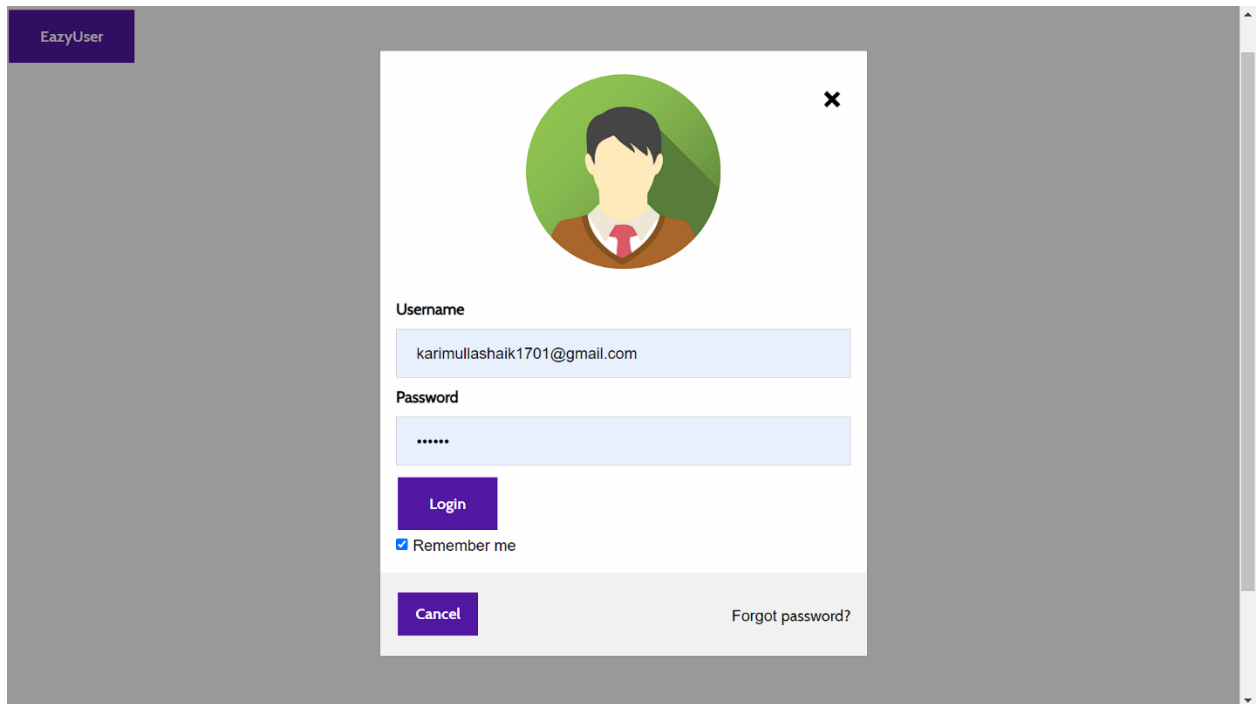 EazyUser
Username
karimullashaik1701@gmail.com
Password
••••••
Login
Remember me
Cancel
Forgot password?